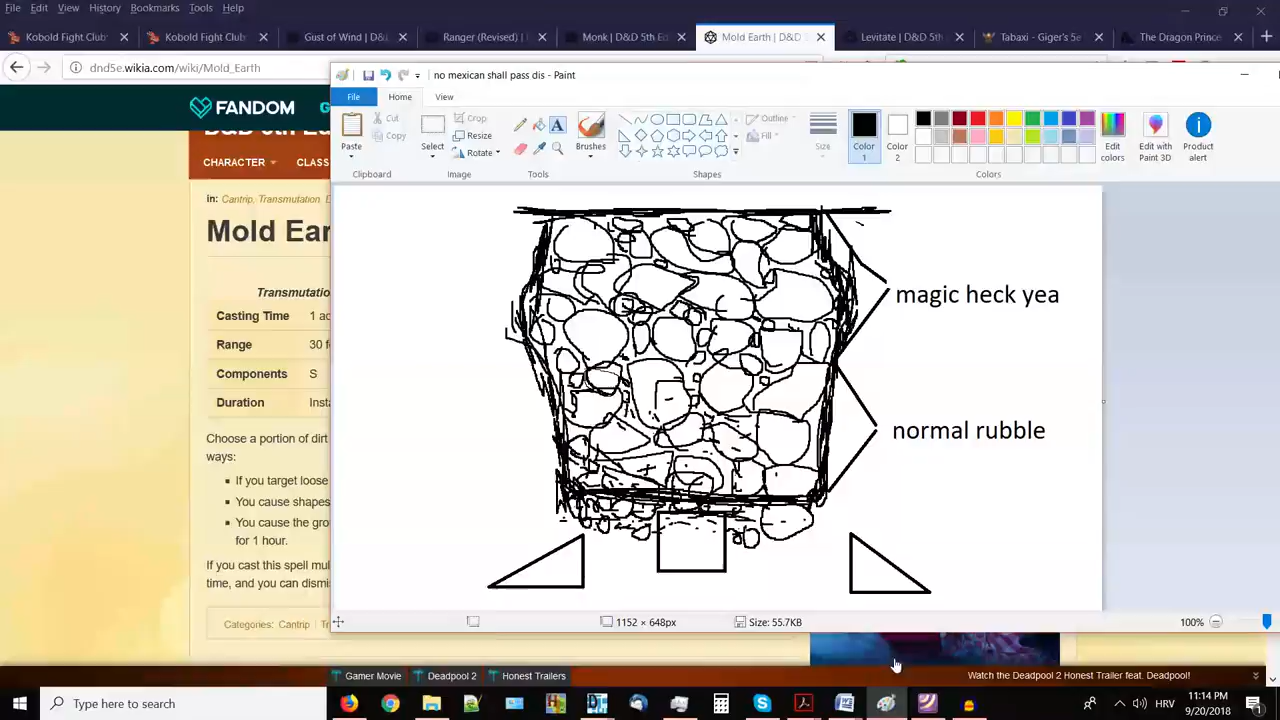 File Edit View History Bookmarks Tools Help
Kobold Fight Club
Kobold Fight Club
Gust of Wind | D&
Ranger (Revised) | D
Monk | D&D 5th Ed
Mold Earth | D&D 5
Levitate | D&D 5th
Tabaxi - Giger's 5e
The Dragon Prince
dnd5e.wikia.com/wiki/Mold_Earth
no mexican shall pass dis - Paint
File Home View
Paste
Cut
Copy
Clipboard
Select
Crop
Resize
Rotate
Image
Tools
Brushes
Shapes
Outline
Fill
Size
Color 1
Color 2
Edit colors
Colors
Edit with Paint 3D
Product alert
FANDOM
D&D 5th Ed
CHARACTER CLASS
in: Cantrip, Transmutation,
Mold Ear
Transmutatio
Casting Time 1 ac
Range 30 f
Components S
Duration Inst
Choose a portion of dirt
ways:
If you target loose
You cause shapes
You cause the gro
for 1 hour.
If you cast this spell mul
time, and you can dismis
Categories: Cantrip
magic heck yea
normal rubble
1152 × 648px
Size: 55.7KB
100%
Gamer Movie
Deadpool 2
Honest Trailers
Watch the Deadpool 2 Honest Trailer feat. Deadpool!
Type here to search
HRV
11:14 PM
9/20/2018